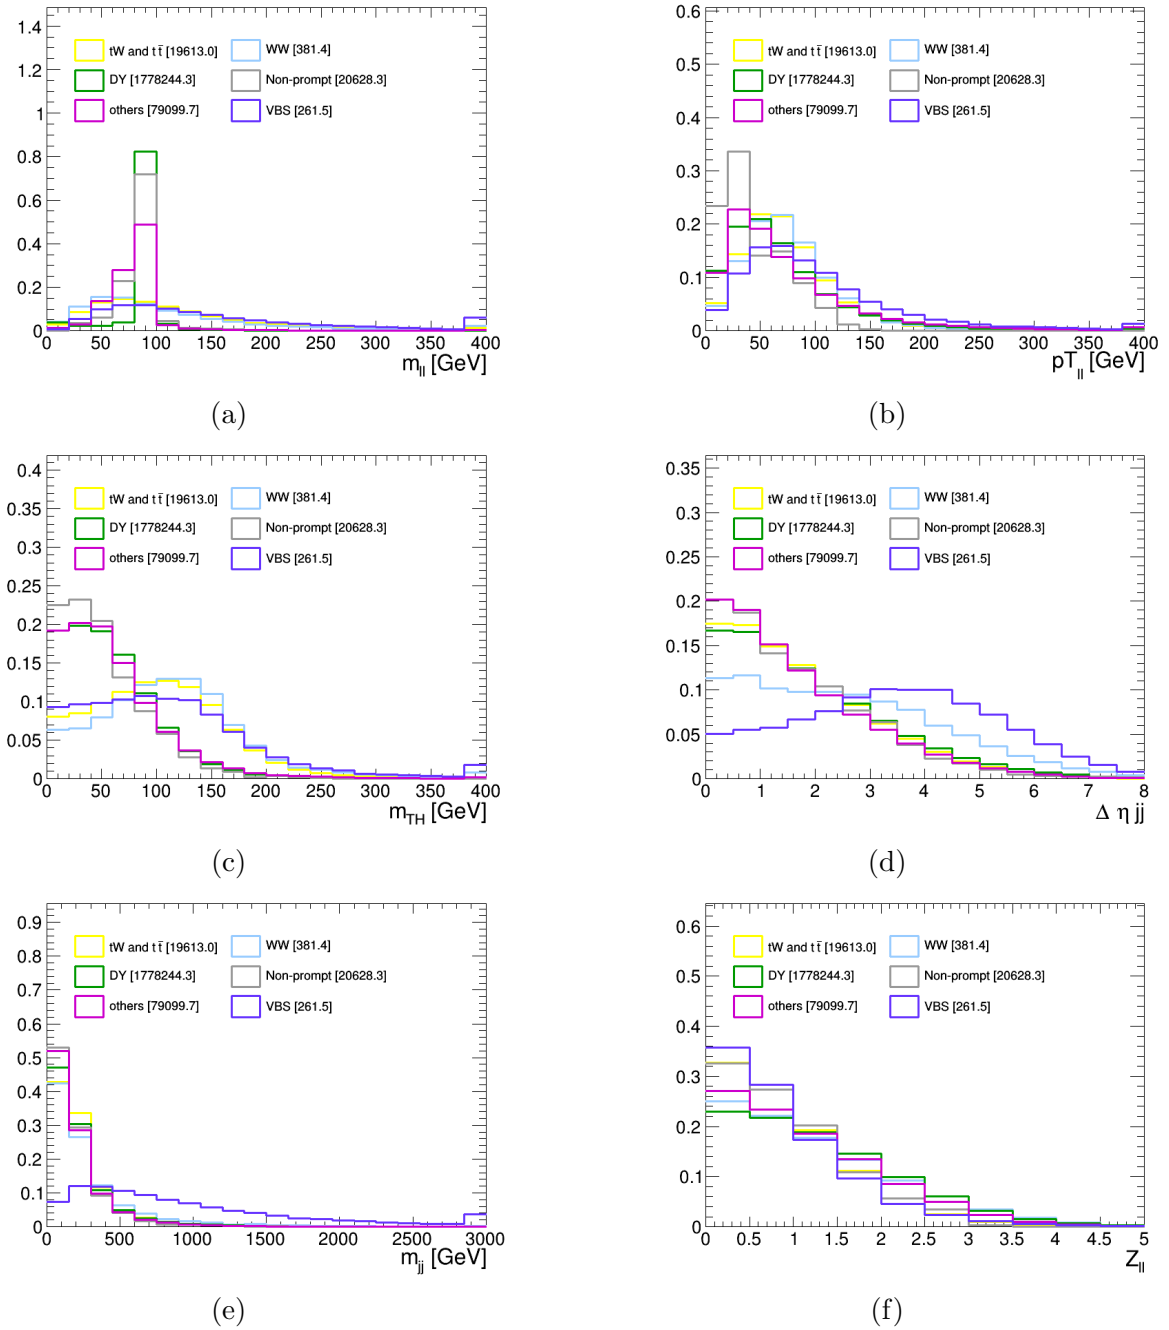 1.4
1.2
1
0.8
0.6
0.4
0.2
0
tW and t t̄ [19613.0]
WW [381.4]
DY [1778244.3]
Non-prompt [20628.3]
others [79099.7]
VBS [261.5]
0 50 100 150 200 250 300 350 400
m_ll [GeV]
(a)
0.6
0.5
0.4
0.3
0.2
0.1
0
tW and t t̄ [19613.0]
WW [381.4]
DY [1778244.3]
Non-prompt [20628.3]
others [79099.7]
VBS [261.5]
0 50 100 150 200 250 300 350 400
pT_ll [GeV]
(b)
0.4
0.35
0.3
0.25
0.2
0.15
0.1
0.05
0
tW and t t̄ [19613.0]
WW [381.4]
DY [1778244.3]
Non-prompt [20628.3]
others [79099.7]
VBS [261.5]
0 50 100 150 200 250 300 350 400
m_TH [GeV]
(c)
0.35
0.3
0.25
0.2
0.15
0.1
0.05
0
tW and t t̄ [19613.0]
WW [381.4]
DY [1778244.3]
Non-prompt [20628.3]
others [79099.7]
VBS [261.5]
0 1 2 3 4 5 6 7 8
Δ η jj
(d)
0.9
0.8
0.7
0.6
0.5
0.4
0.3
0.2
0.1
0
tW and t t̄ [19613.0]
WW [381.4]
DY [1778244.3]
Non-prompt [20628.3]
others [79099.7]
VBS [261.5]
0 500 1000 1500 2000 2500 3000
m_jj [GeV]
(e)
0.6
0.5
0.4
0.3
0.2
0.1
0
tW and t t̄ [19613.0]
WW [381.4]
DY [1778244.3]
Non-prompt [20628.3]
others [79099.7]
VBS [261.5]
0 0.5 1 1.5 2 2.5 3 3.5 4 4.5 5
Z_ll
(f)